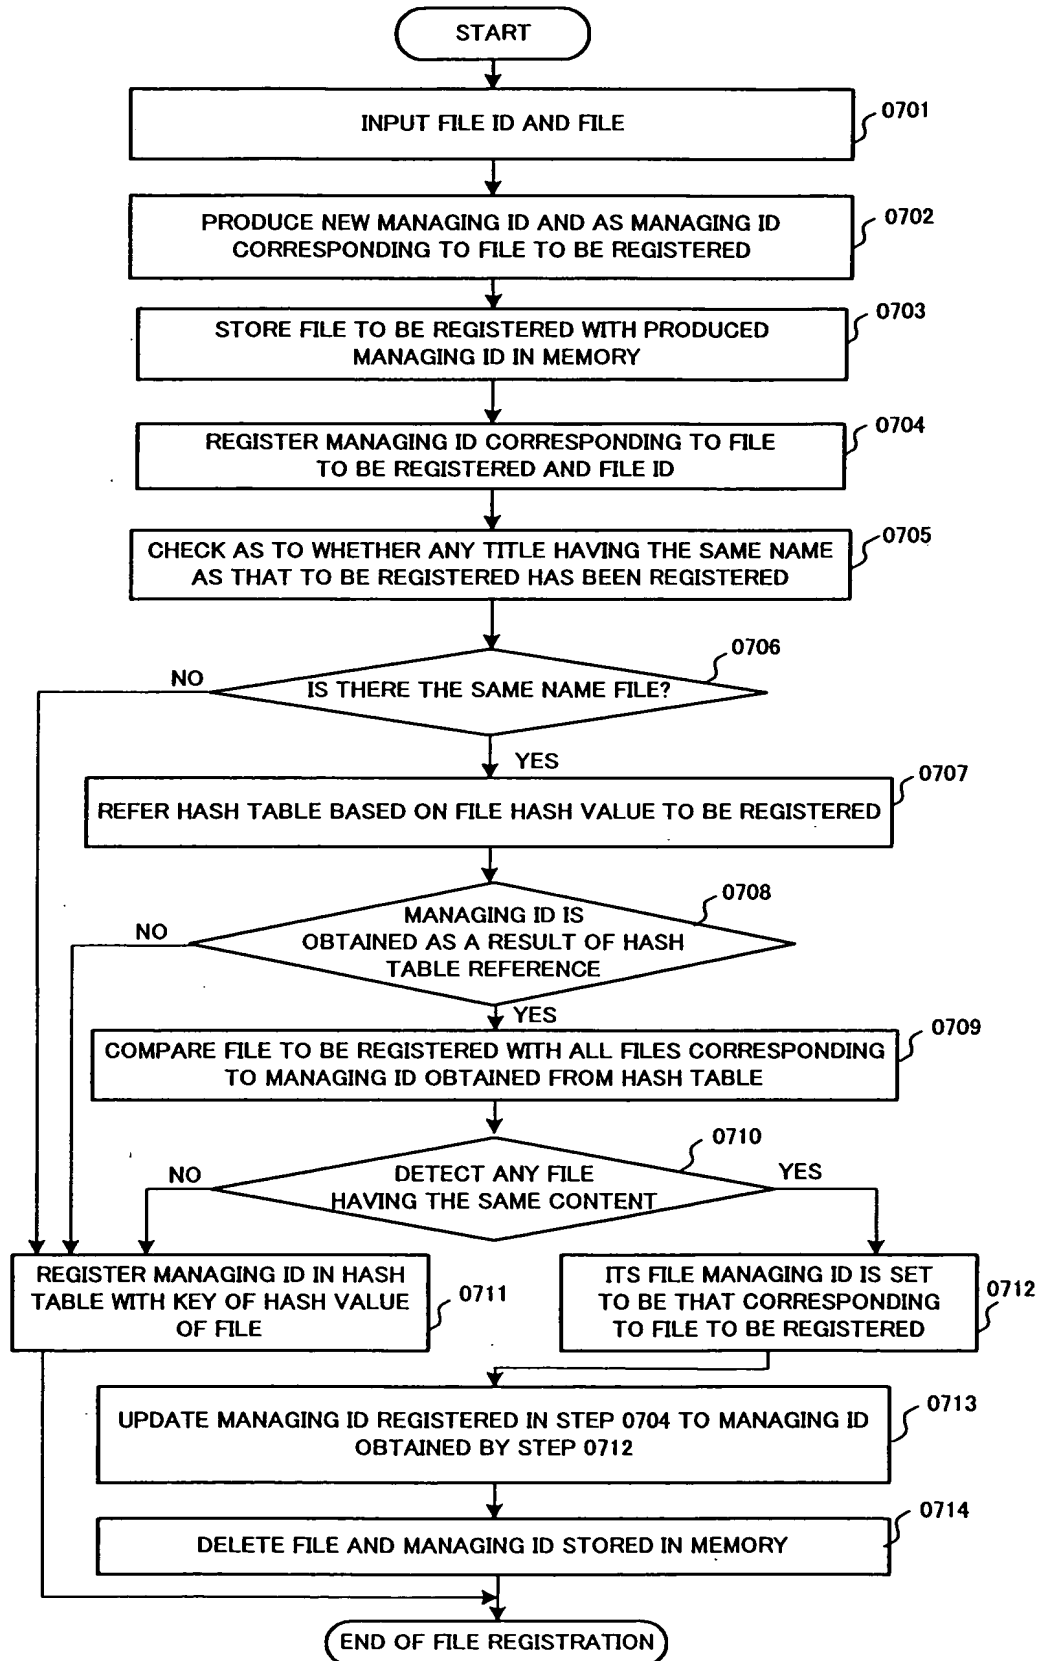 START
INPUT FILE ID AND FILE
0701
PRODUCE NEW MANAGING ID AND AS MANAGING ID
CORRESPONDING TO FILE TO BE REGISTERED
0702
STORE FILE TO BE REGISTERED WITH PRODUCED
MANAGING ID IN MEMORY
0703
REGISTER MANAGING ID CORRESPONDING TO FILE
TO BE REGISTERED AND FILE ID
0704
CHECK AS TO WHETHER ANY TITLE HAVING THE SAME NAME
AS THAT TO BE REGISTERED HAS BEEN REGISTERED
0705
IS THERE THE SAME NAME FILE?
0706
NO
YES
REFER HASH TABLE BASED ON FILE HASH VALUE TO BE REGISTERED
0707
MANAGING ID IS
OBTAINED AS A RESULT OF HASH
TABLE REFERENCE
0708
NO
YES
COMPARE FILE TO BE REGISTERED WITH ALL FILES CORRESPONDING
TO MANAGING ID OBTAINED FROM HASH TABLE
0709
DETECT ANY FILE
HAVING THE SAME CONTENT
0710
NO
YES
REGISTER MANAGING ID IN HASH
TABLE WITH KEY OF HASH VALUE
OF FILE
0711
ITS FILE MANAGING ID IS SET
TO BE THAT CORRESPONDING
TO FILE TO BE REGISTERED
0712
UPDATE MANAGING ID REGISTERED IN STEP 0704 TO MANAGING ID
OBTAINED BY STEP 0712
0713
DELETE FILE AND MANAGING ID STORED IN MEMORY
0714
END OF FILE REGISTRATION